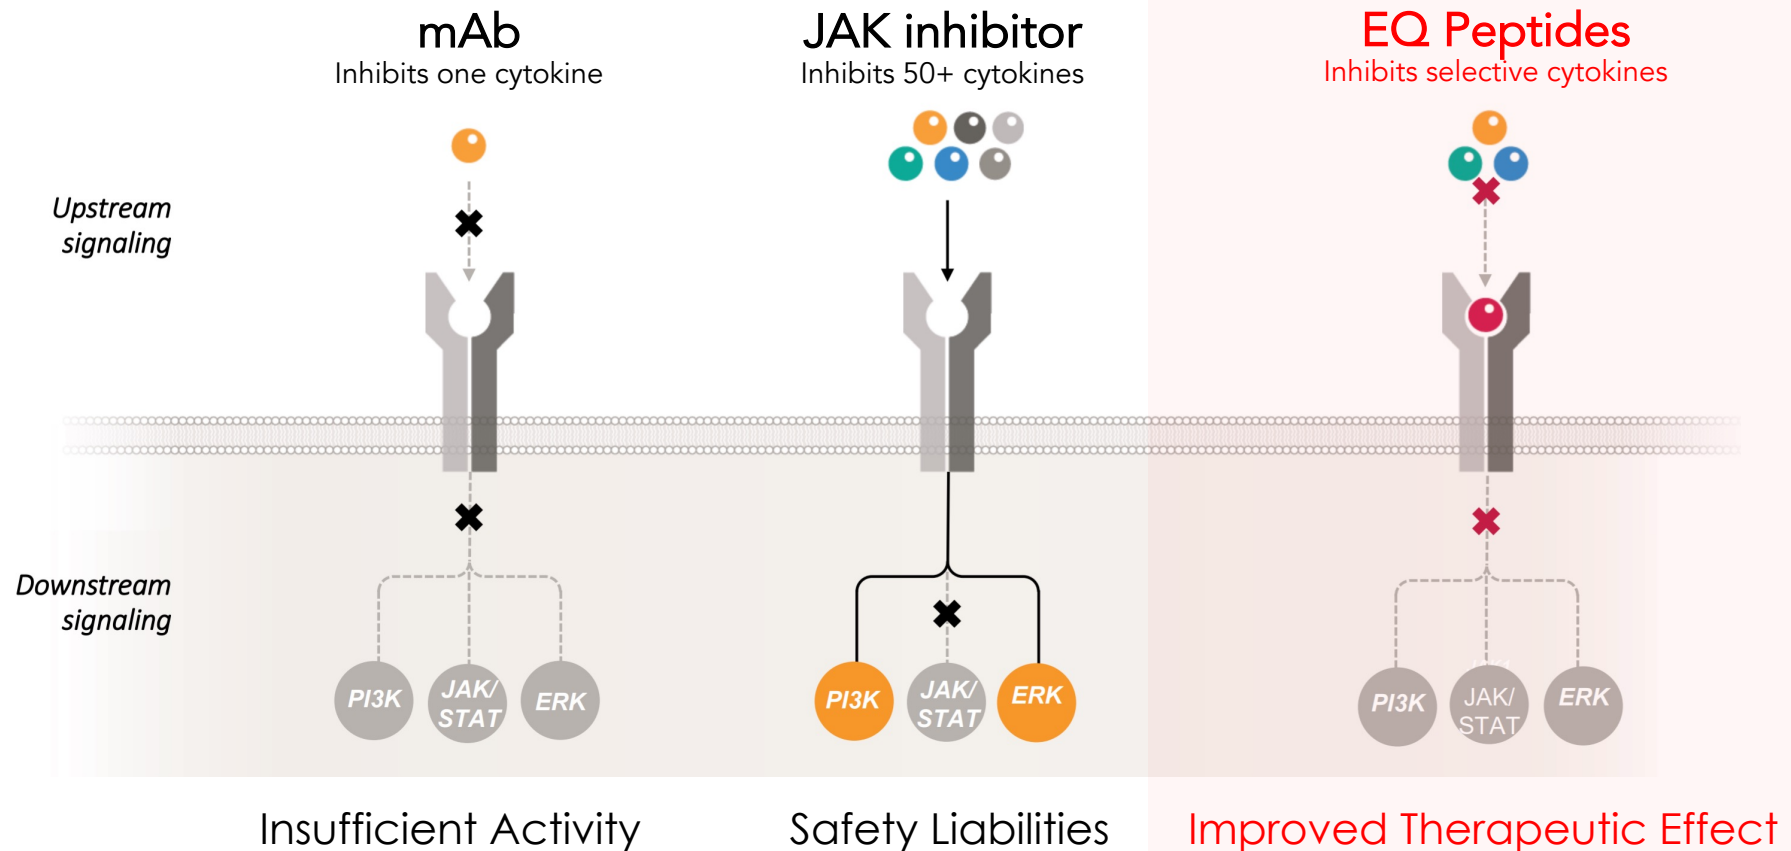 mAb
Inhibits one cytokine
JAK inhibitor
Inhibits 50+ cytokines
EQ Peptides
Inhibits selective cytokines
Upstream
signaling
Downstream
signaling
PI3K
JAK/
STAT
ERK
PI3K
JAK/
STAT
ERK
PI3K
JAK/
STAT
ERK
Insufficient Activity
Safety Liabilities
Improved Therapeutic Effect